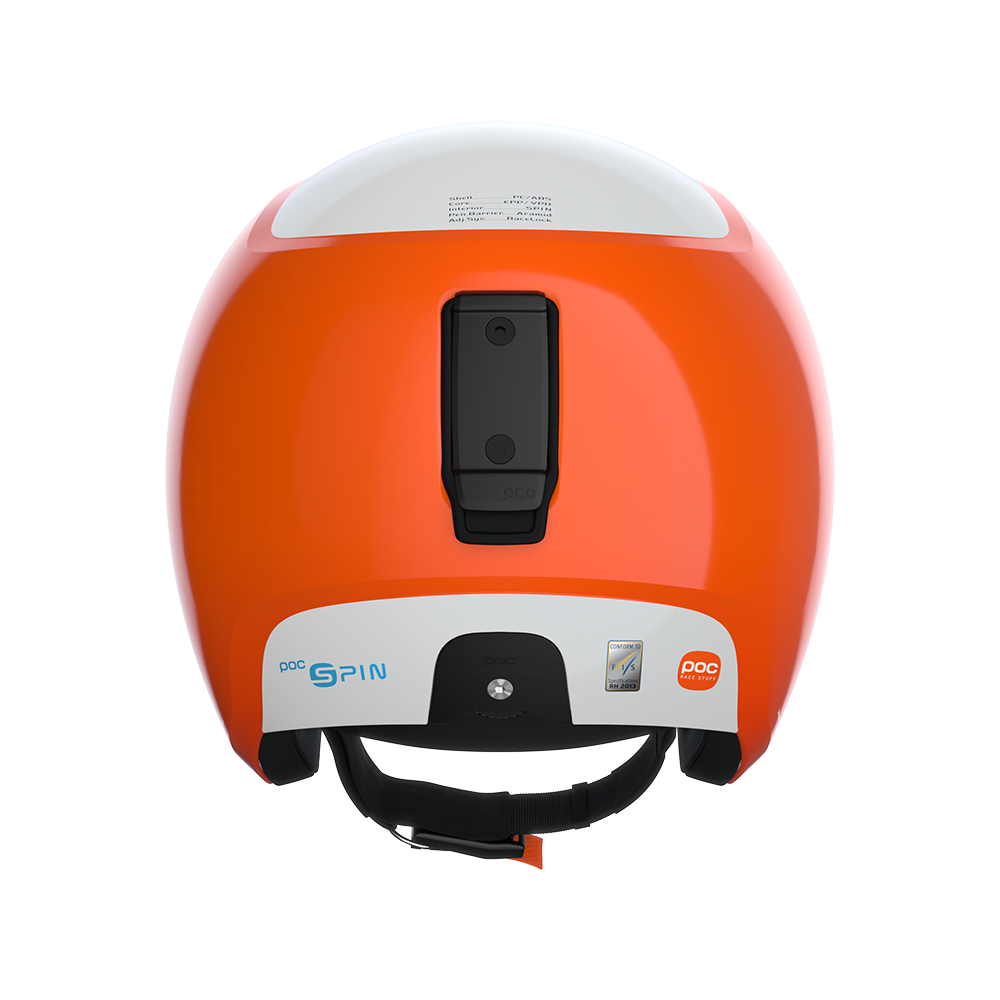 Shell..........PC/ABS
Core........EPP/VPD
Interior..........SPIN
Pen.Barrier....Aramid
Adj.Sys......RaceLock
poc
poc
poc SPIN
CONFORM TO
FIS
Specifications
RH 2013
poc
RACE STUFF